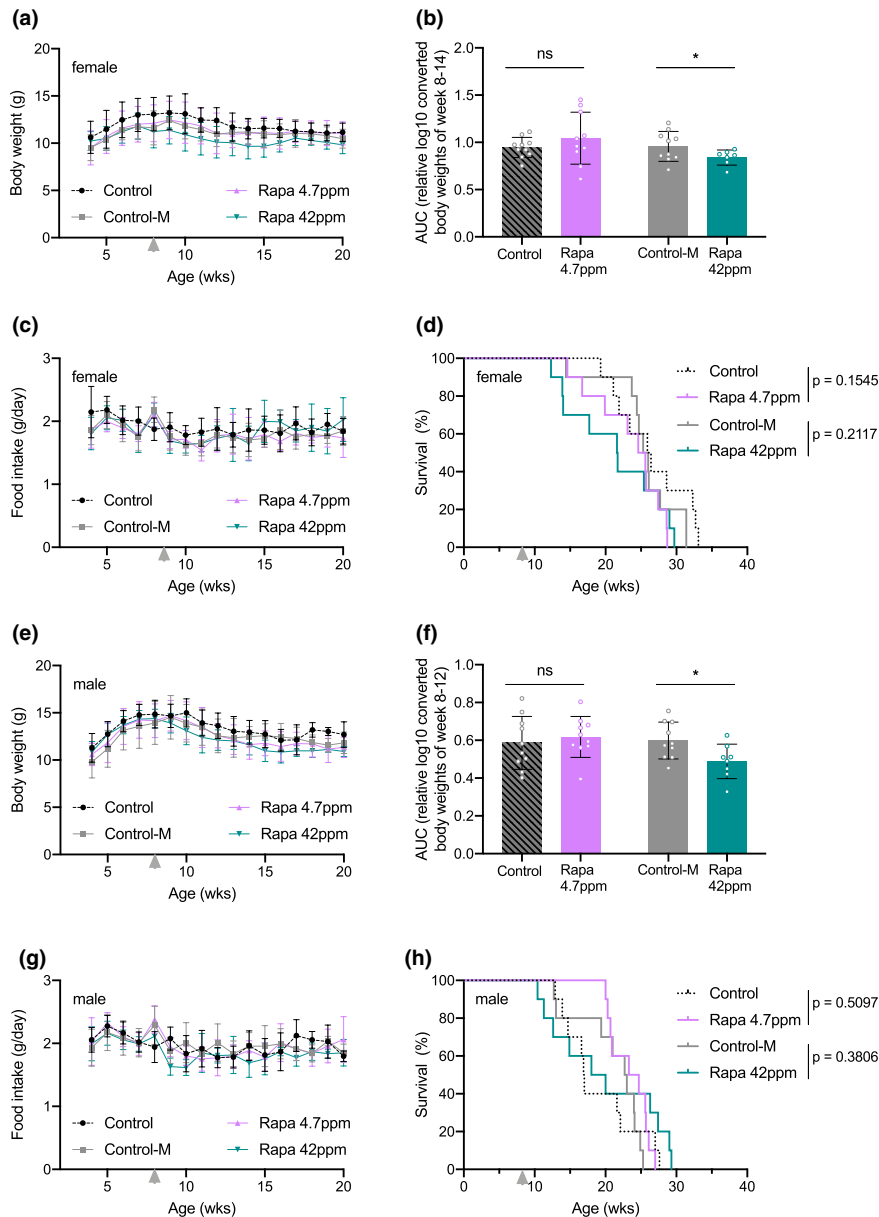 (a)
female
Body weight (g)
20
15
10
5
0
Control
Control-M
Rapa 4.7ppm
Rapa 42ppm
5
10
15
20
Age (wks)
(b)
AUC (relative log10 converted
body weights of week 8-14)
2.0
1.5
1.0
0.5
0.0
ns
*
Control
Rapa
4.7ppm
Control-M
Rapa
42ppm
(c)
female
Food intake (g/day)
3
2
1
0
Control
Control-M
Rapa 4.7ppm
Rapa 42ppm
5
10
15
20
Age (wks)
(d)
female
Survival (%)
100
80
60
40
20
0
0
10
20
30
40
Age (wks)
Control
Rapa 4.7ppm
p = 0.1545
Control-M
Rapa 42ppm
p = 0.2117
(e)
male
Body weight (g)
20
15
10
5
0
Control
Control-M
Rapa 4.7ppm
Rapa 42ppm
5
10
15
20
Age (wks)
(f)
AUC (relative log10 converted
body weights of week 8-12)
1.0
0.8
0.6
0.4
0.2
0.0
ns
*
Control
Rapa
4.7ppm
Control-M
Rapa
42ppm
(g)
male
Food intake (g/day)
3
2
1
0
Control
Control-M
Rapa 4.7ppm
Rapa 42ppm
5
10
15
20
Age (wks)
(h)
male
Survival (%)
100
80
60
40
20
0
0
10
20
30
40
Age (wks)
Control
Rapa 4.7ppm
p = 0.5097
Control-M
Rapa 42ppm
p = 0.3806